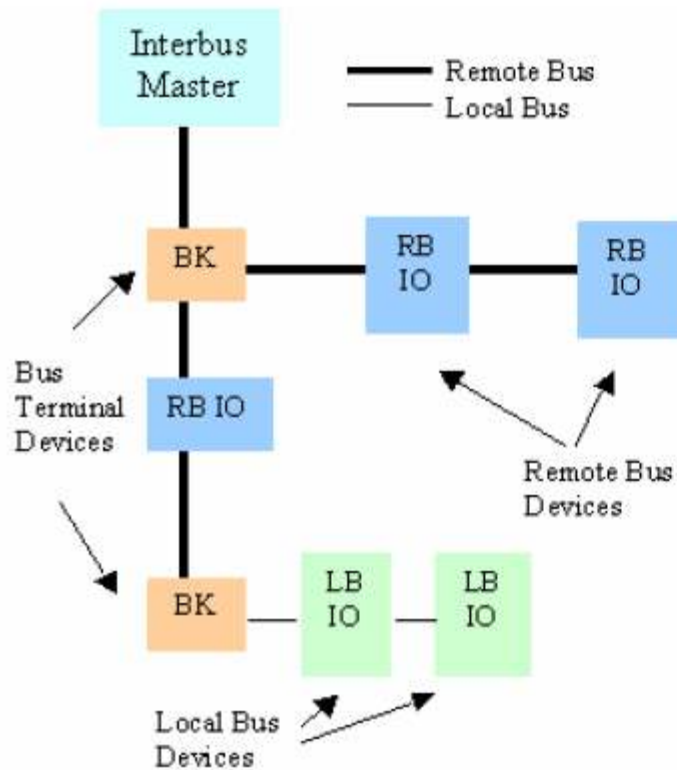 Interbus
Master
Remote Bus
Local Bus
BK
RB
IO
RB
IO
Bus
Terminal
Devices
RB IO
Remote Bus
Devices
BK
LB
IO
LB
IO
Local Bus
Devices